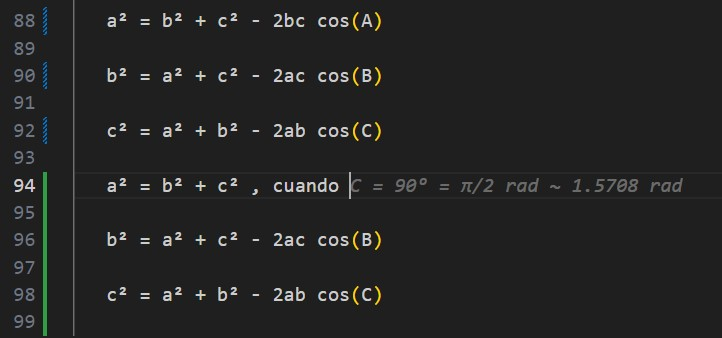 88 a² = b² + c² - 2bc cos(A)
89
90 b² = a² + c² - 2ac cos(B)
91
92 c² = a² + b² - 2ab cos(C)
93
94 a² = b² + c² , cuando C = 90° = π/2 rad ~ 1.5708 rad
95
96 b² = a² + c² - 2ac cos(B)
97
98 c² = a² + b² - 2ab cos(C)
99